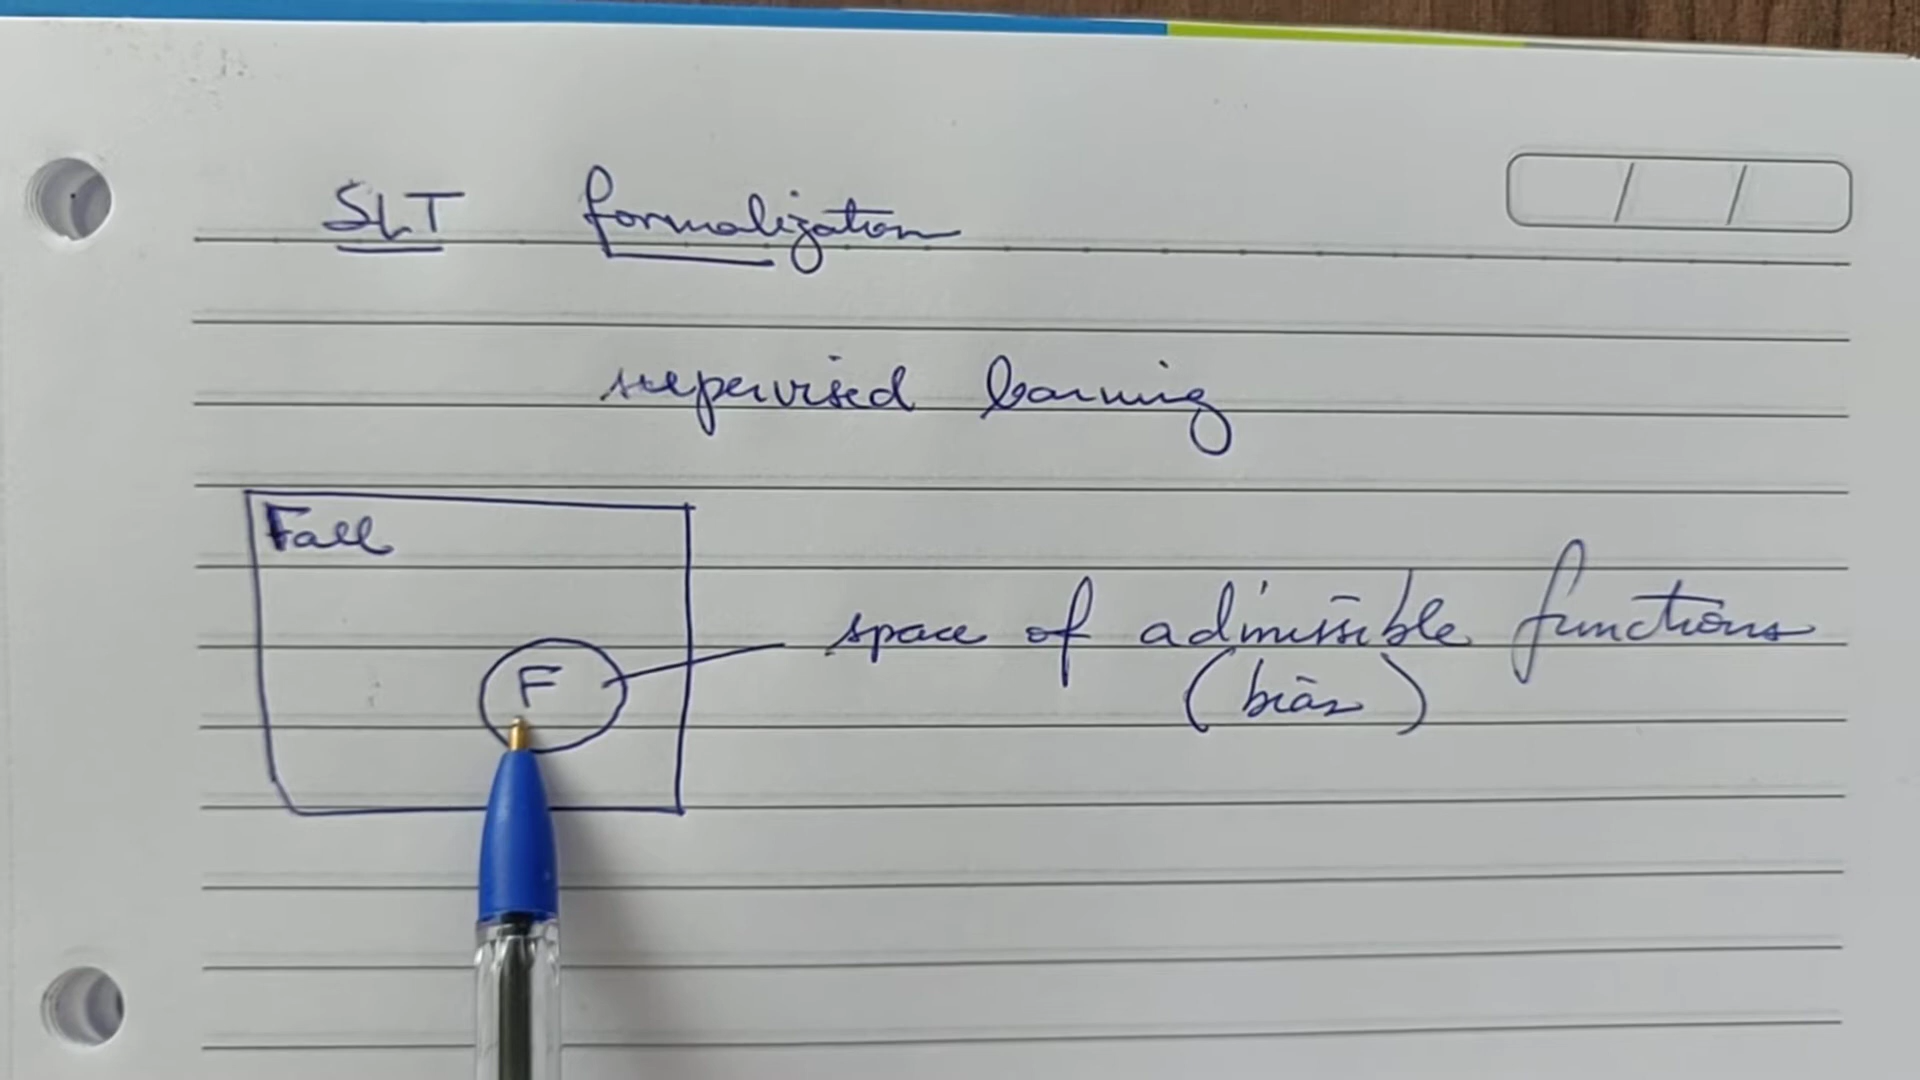 SLT formalization
supervised learning
Fall
F
space of admissible functions
(bias)